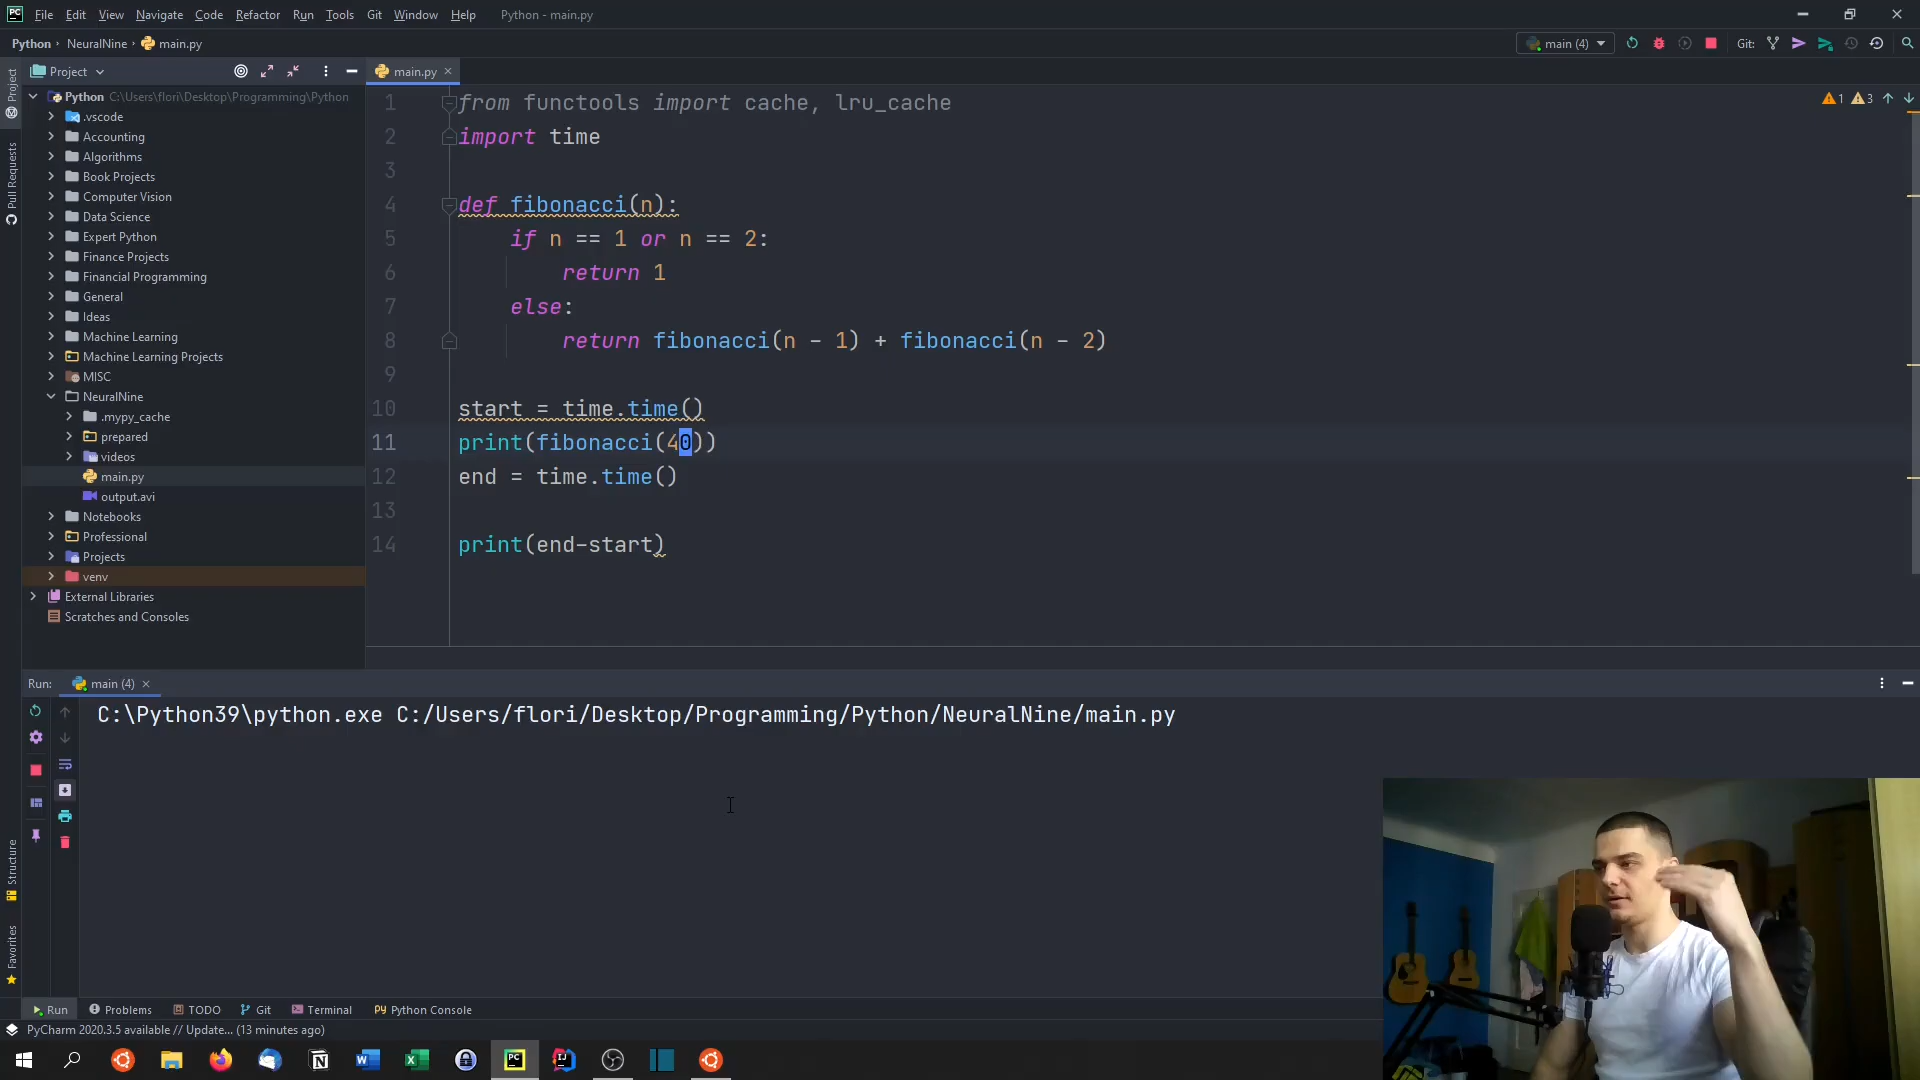 File Edit View Navigate Code Refactor Run Tools Git Window Help Python - main.py
Python NeuralNine main.py
main (4)
Git:
Project
main.py
Python C:\Users\flori\Desktop\Programming\Python
.vscode
Accounting
Algorithms
Book Projects
Computer Vision
Data Science
Expert Python
Finance Projects
Financial Programming
General
Ideas
Machine Learning
Machine Learning Projects
MISC
NeuralNine
.mypy_cache
prepared
videos
main.py
output.avi
Notebooks
Professional
Projects
venv
External Libraries
Scratches and Consoles
Project
Pull Requests
Structure
Favorites
1 from functools import cache, lru_cache
2 import time
3
4 def fibonacci(n):
5 if n == 1 or n == 2:
6 return 1
7 else:
8 return fibonacci(n - 1) + fibonacci(n - 2)
9
10 start = time.time()
11 print(fibonacci(40))
12 end = time.time()
13
14 print(end-start)
1 3
Run: main (4)
C:\Python39\python.exe C:/Users/flori/Desktop/Programming/Python/NeuralNine/main.py
Run Problems TODO Git Terminal Python Console
PyCharm 2020.3.5 available // Update... (13 minutes ago)